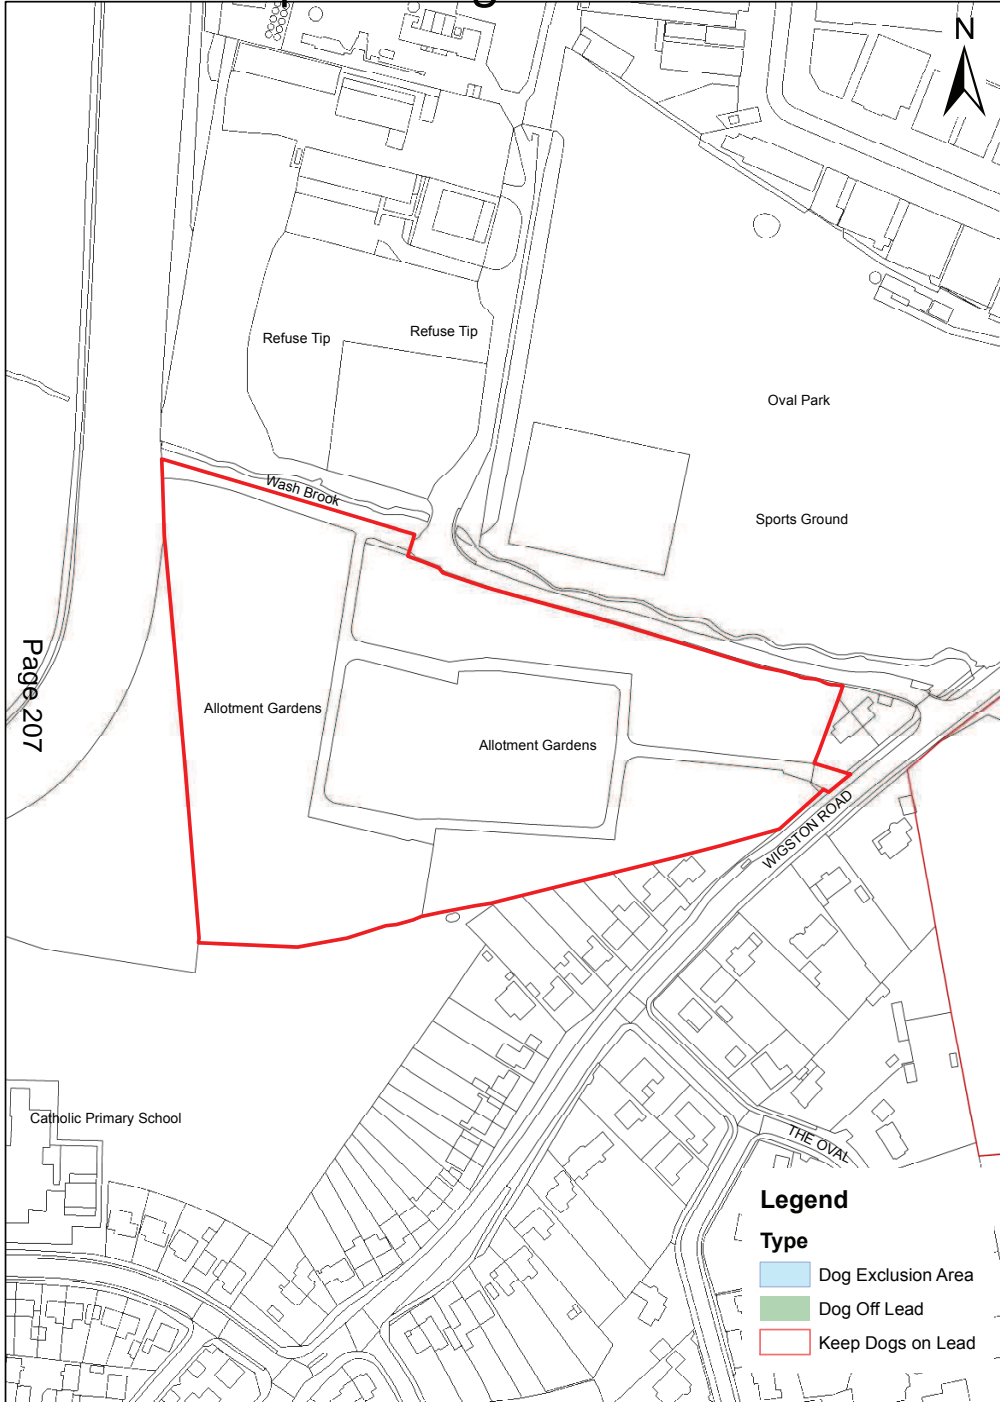 N
Refuse Tip
Refuse Tip
Oval Park
Wash Brook
Sports Ground
Page 207
Allotment Gardens
Allotment Gardens
WIGSTON ROAD
Catholic Primary School
THE OVAL
Legend
Type
Dog Exclusion Area
Dog Off Lead
Keep Dogs on Lead